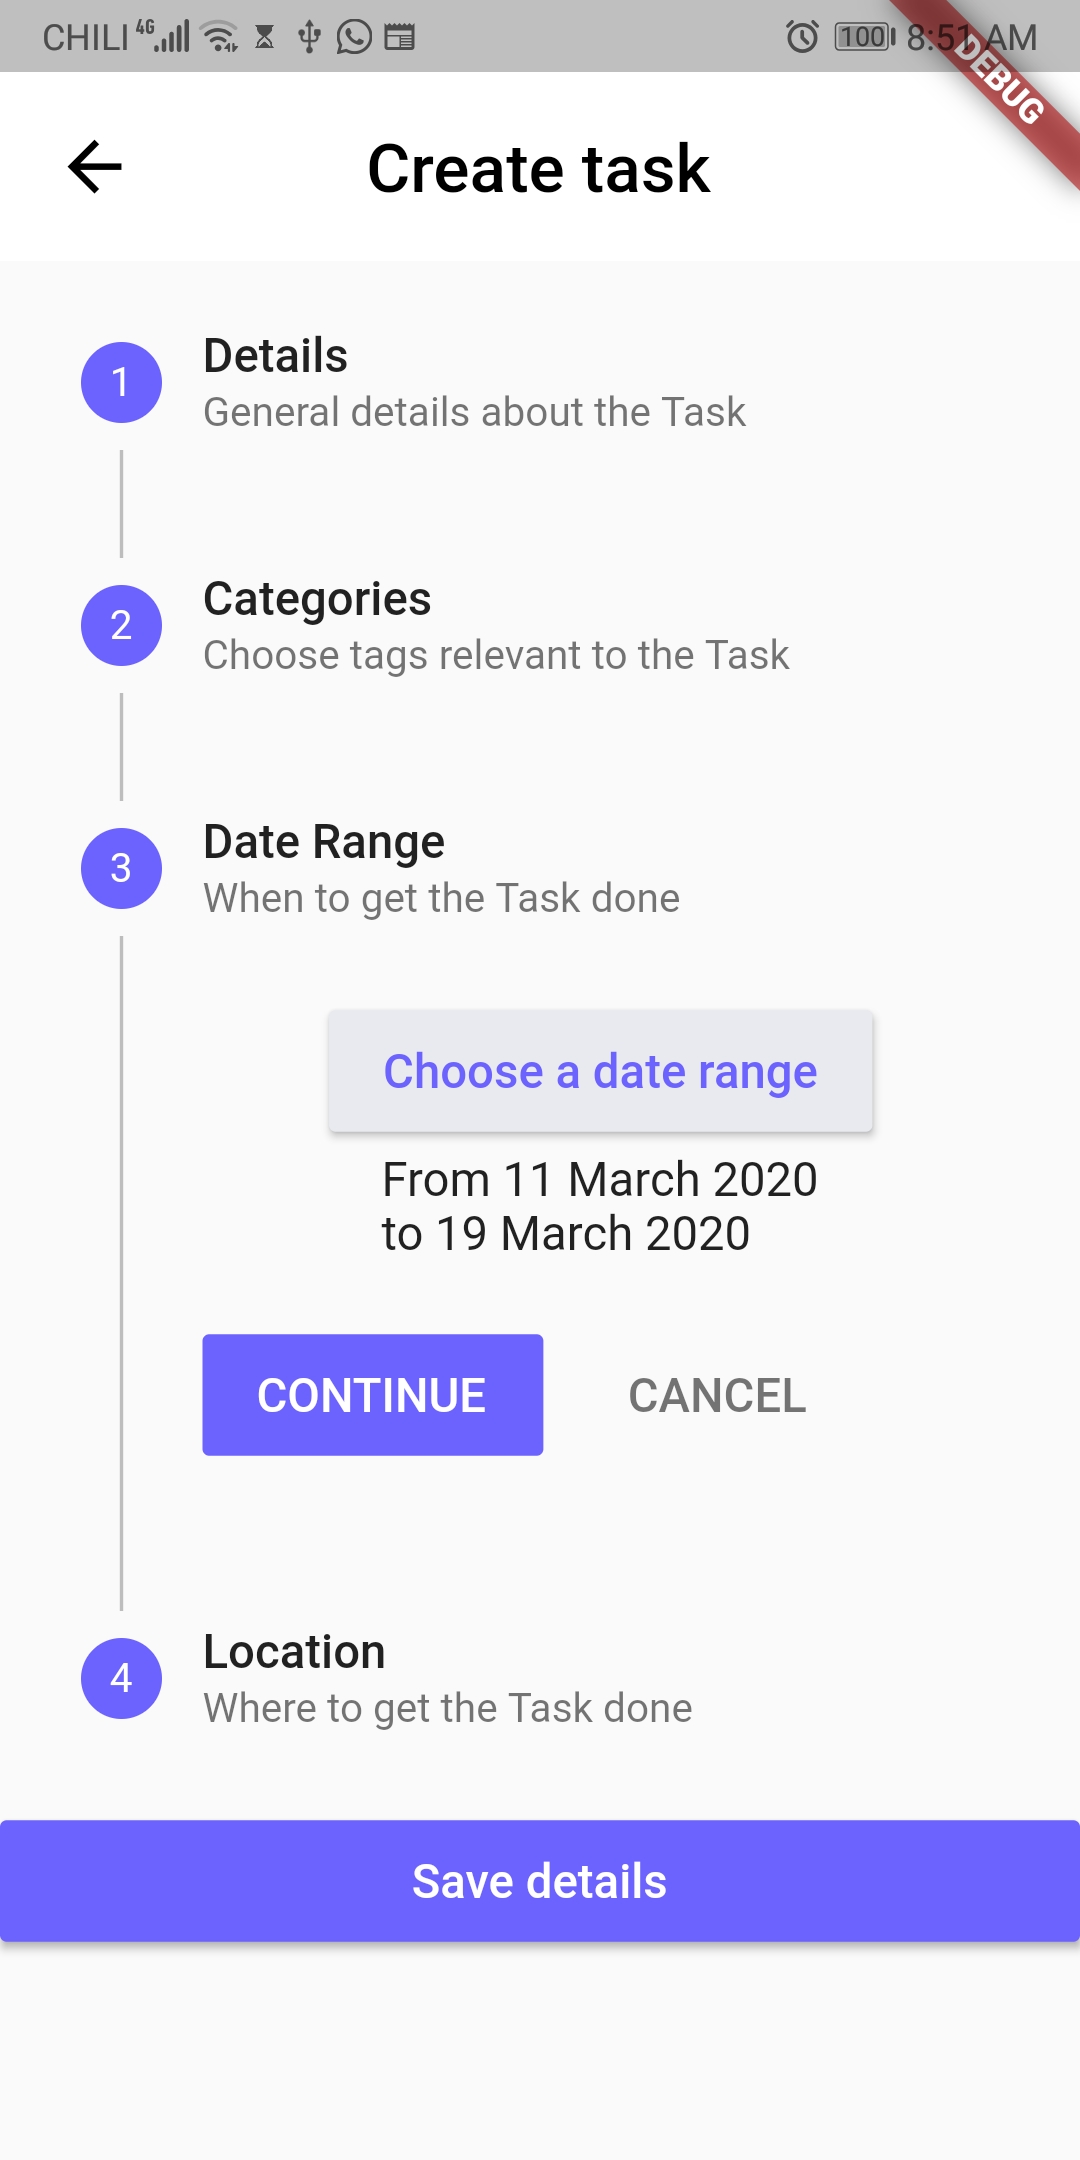 CHILI 4G 100 8:51 AM
DEBUG
Create task
1
Details
General details about the Task
2
Categories
Choose tags relevant to the Task
3
Date Range
When to get the Task done
Choose a date range
From 11 March 2020
to 19 March 2020
CONTINUE CANCEL
4
Location
Where to get the Task done
Save details